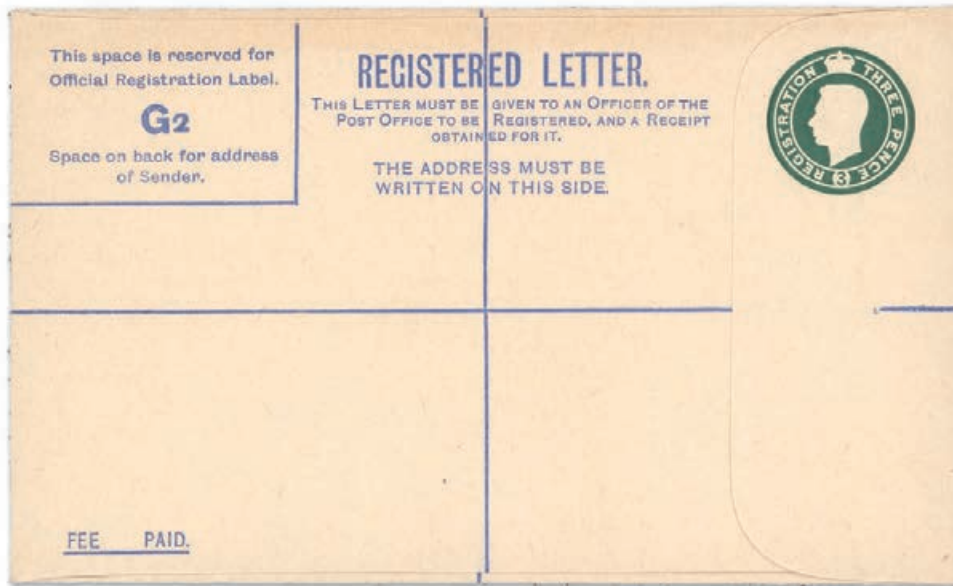 This space is reserved for
Official Registration Label.
G2
Space on back for address
of Sender.
REGISTERED LETTER.
THIS LETTER MUST BE GIVEN TO AN OFFICER OF THE
POST OFFICE TO BE REGISTERED, AND A RECEIPT
OBTAINED FOR IT.
THE ADDRESS MUST BE
WRITTEN ON THIS SIDE.
REGISTRATION THREE PENCE (3)
FEE PAID.